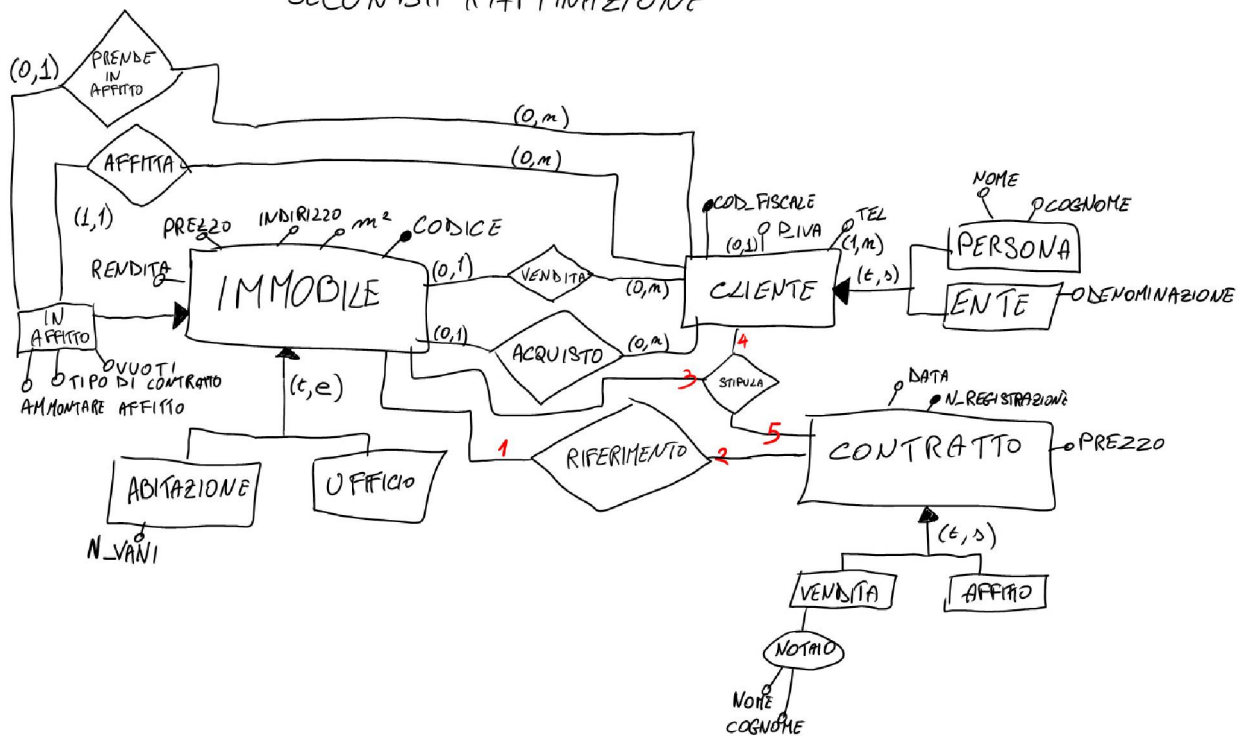 SECONDA RAFFINAZIONE
PRENDE
IN
AFFITTO
(0,1)
(0,n)
AFFITTA
(0,n)
(1,1)
PREZZO
INDIRIZZO
m²
CODICE
RENDITA
IMMOBILE
(0,1)
VENDITA
(0,n)
COD_FISCALE
(0,1)
P.IVA
TEL
(1,n)
CLIENTE
(t,s)
NOME
COGNOME
PERSONA
ENTE
DENOMINAZIONE
IN
AFFITTO
VUOTI
TIPO DI CONTRATTO
AMMONTARE AFFITTO
(0,1)
ACQUISTO
(0,n)
4
3
STIPULA
5
(t,e)
ABITAZIONE
UFFICIO
N_VANI
1
RIFERIMENTO
2
DATA
N_REGISTRAZIONE
CONTRATTO
PREZZO
(t,s)
VENDITA
AFFITTO
NOTAIO
NOME
COGNOME